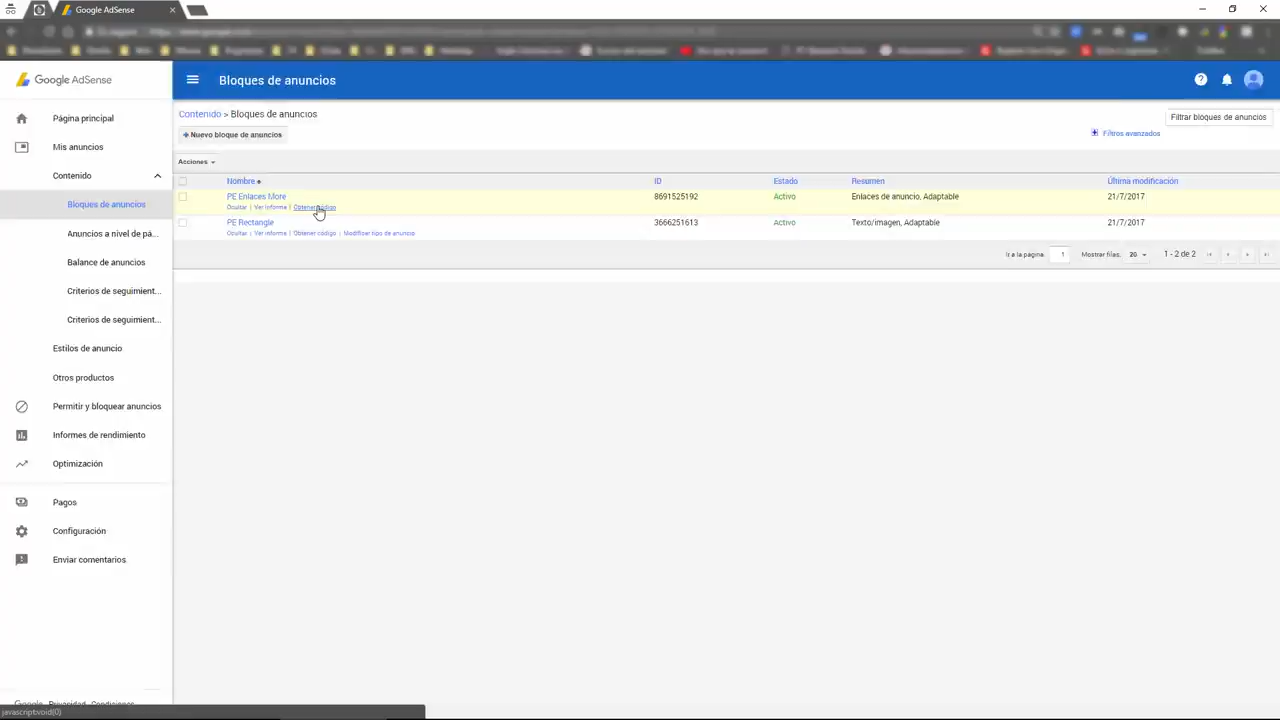 Google AdSense
Google AdSense
Bloques de anuncios
Página principal
Mis anuncios
Contenido
Bloques de anuncios
Anuncios a nivel de pá...
Balance de anuncios
Criterios de seguimient...
Criterios de seguimient...
Estilos de anuncio
Otros productos
Permitir y bloquear anuncios
Informes de rendimiento
Optimización
Pagos
Configuración
Enviar comentarios
Google Privacidad Condiciones
javascript:void(0)
Contenido > Bloques de anuncios
Filtrar bloques de anuncios
+ Nuevo bloque de anuncios
Filtros avanzados
Acciones
Nombre ID Estado Resumen Última modificación
PE Enlaces More 8691525192 Activo Enlaces de anuncio, Adaptable 21/7/2017
Ocultar | Ver informe | Obtener código
PE Rectangle 3666251613 Activo Texto/imagen, Adaptable 21/7/2017
Ocultar | Ver informe | Obtener código | Modificar tipo de anuncio
Ir a la página: 1 Mostrar filas: 20 1 - 2 de 2